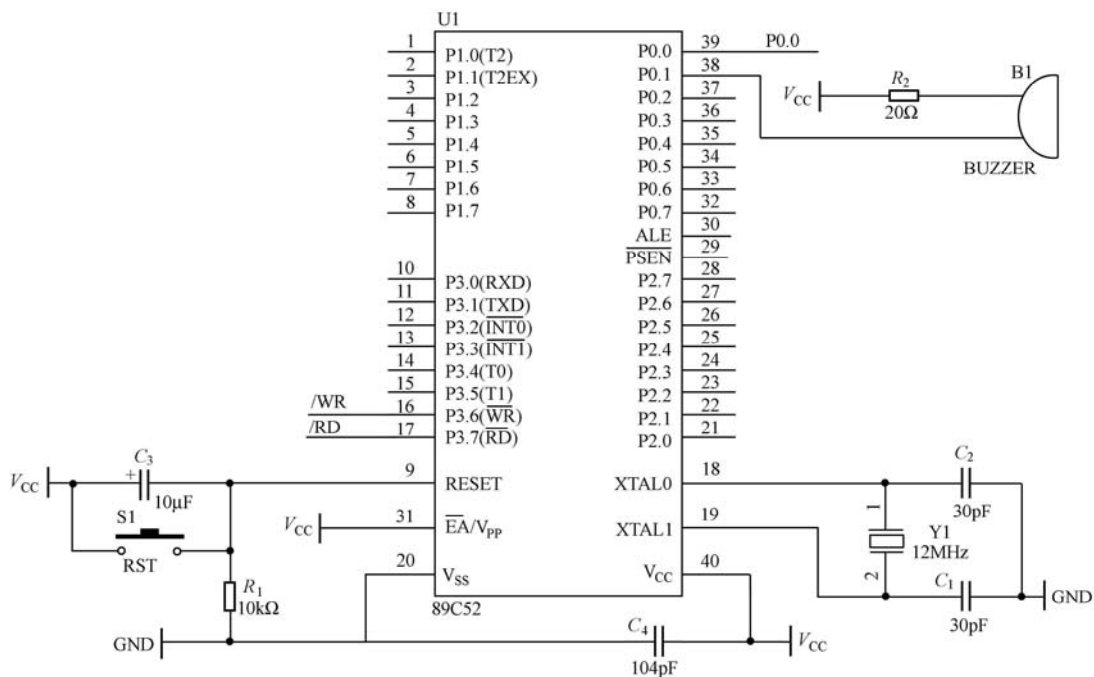 U1
1 P1.0(T2)
2 P1.1(T2EX)
3 P1.2
4 P1.3
5 P1.4
6 P1.5
7 P1.6
8 P1.7
10 P3.0(RXD)
11 P3.1(TXD)
12 P3.2(INT0)
13 P3.3(INT1)
14 P3.4(T0)
15 P3.5(T1)
/WR 16 P3.6(WR)
/RD 17 P3.7(RD)
9 RESET
31 EA/VPP
20 VSS
P0.0 39 P0.0
P0.1 38
P0.2 37
P0.3 36
P0.4 35
P0.5 34
P0.6 33
P0.7 32
ALE 30
PSEN 29
P2.7 28
P2.6 27
P2.5 26
P2.4 25
P2.3 24
P2.2 23
P2.1 22
P2.0 21
XTAL0 18
XTAL1 19
VCC 40
89C52
VCC
R2
20Ω
B1
BUZZER
VCC
C3
+
10μF
S1
RST
VCC
R1
10kΩ
GND
C4
104pF
VCC
C2
30pF
1
Y1
12MHz
2
C1
30pF
GND